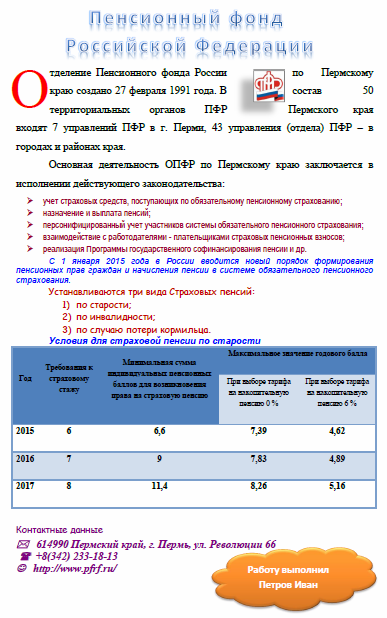 Пенсионный фонд
Российской Федерации
Отделение Пенсионного фонда России по Пермскому
краю создано 27 февраля 1991 года. В состав 50
территориальных органов ПФР Пермского края
входят 7 управлений ПФР в г. Перми, 43 управления (отдела) ПФР – в
городах и районах края.
Основная деятельность ОПФР по Пермскому краю заключается в
исполнении действующего законодательства:
➢ учет страховых средств, поступающих по обязательному пенсионному страхованию;
➢ назначение и выплата пенсий;
➢ персонифицированный учет участников системы обязательного пенсионного страхования;
➢ взаимодействие с работодателями - плательщиками страховых пенсионных взносов;
➢ реализация Программы государственного софинансирования пенсии и др.
С 1 января 2015 года в России вводится новый порядок формирования
пенсионных прав граждан и начисления пенсии в системе обязательного пенсионного
страхования.
Устанавливаются три вида Страховых пенсий:
1) по старости;
2) по инвалидности;
3) по случаю потери кормильца.
Условия для страховой пенсии по старости
Год
Требования к
страховому
стажу
Минимальная сумма
индивидуальных пенсионных
баллов для возникновения
права на страховую пенсию
Максимальное значение годового балла
При выборе тарифа
на накопительную
пенсию 0 %
При выборе тарифа
на накопительную
пенсию 6 %
2015 6 6,6 7,39 4,62
2016 7 9 7,83 4,89
2017 8 11,4 8,26 5,16
Контактные данные
614990 Пермский край, г. Пермь, ул. Революции 66
+8(342) 233-18-13
http://www.pfrf.ru/
Работу выполнил
Петров Иван